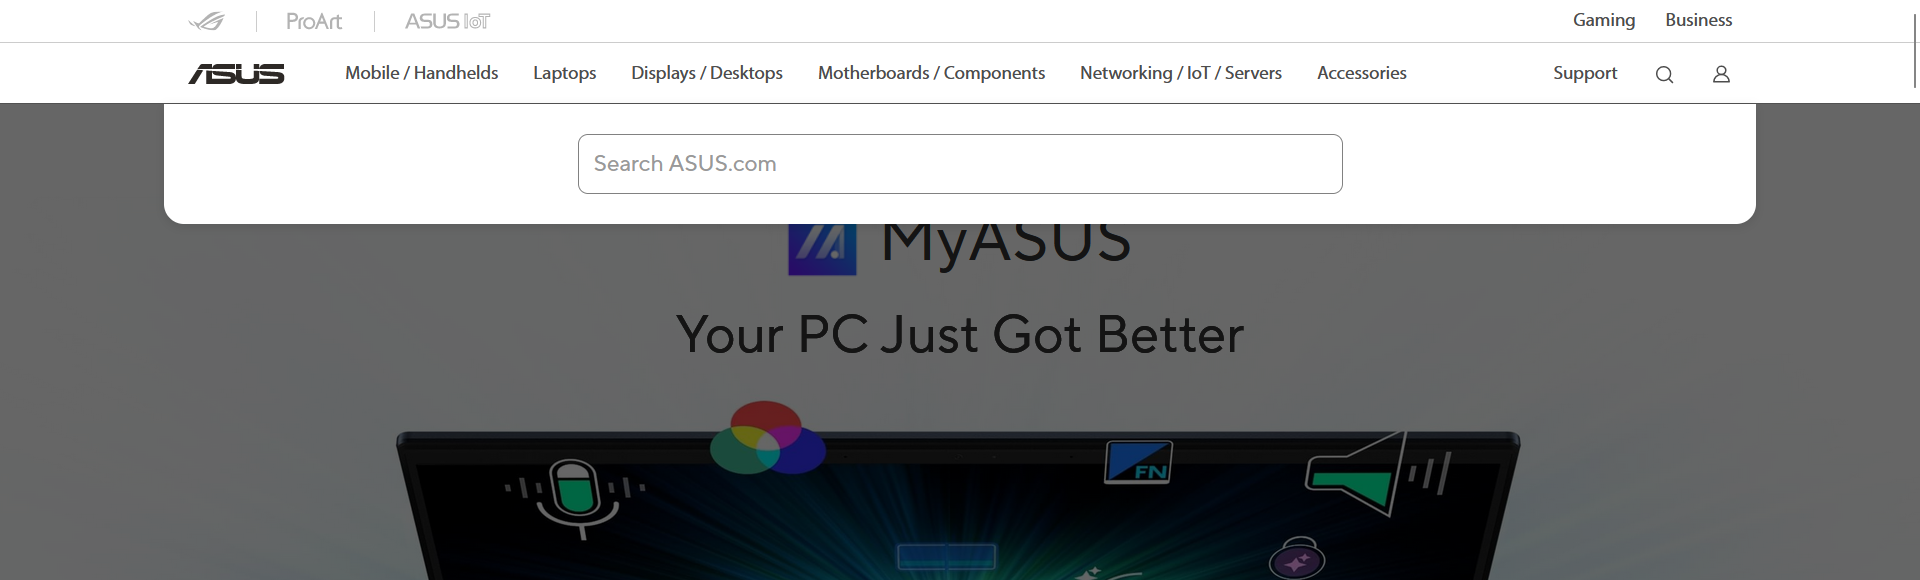 ProArt
ASUS IoT
Gaming
Business
ASUS
Mobile / Handhelds
Laptops
Displays / Desktops
Motherboards / Components
Networking / IoT / Servers
Accessories
Support
Search ASUS.com
MyASUS
Your PC Just Got Better
FN